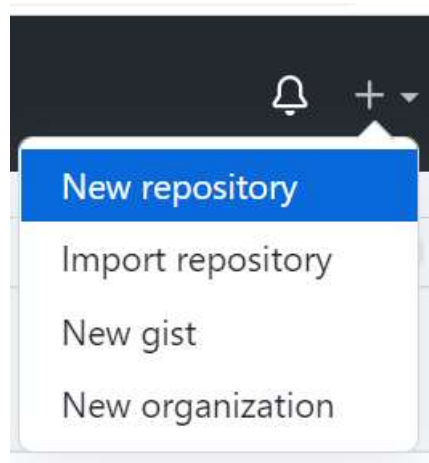 New repository
Import repository
New gist
New organization